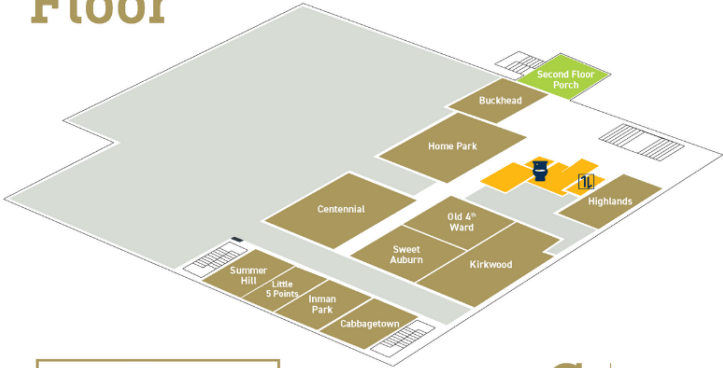 Floor
Second Floor
Porch
Buckhead
Home Park
Highlands
Centennial
Old 4th
Ward
Sweet
Auburn
Kirkwood
Summer
Hill
Little
5 Points
Inman
Park
Cabbagetown